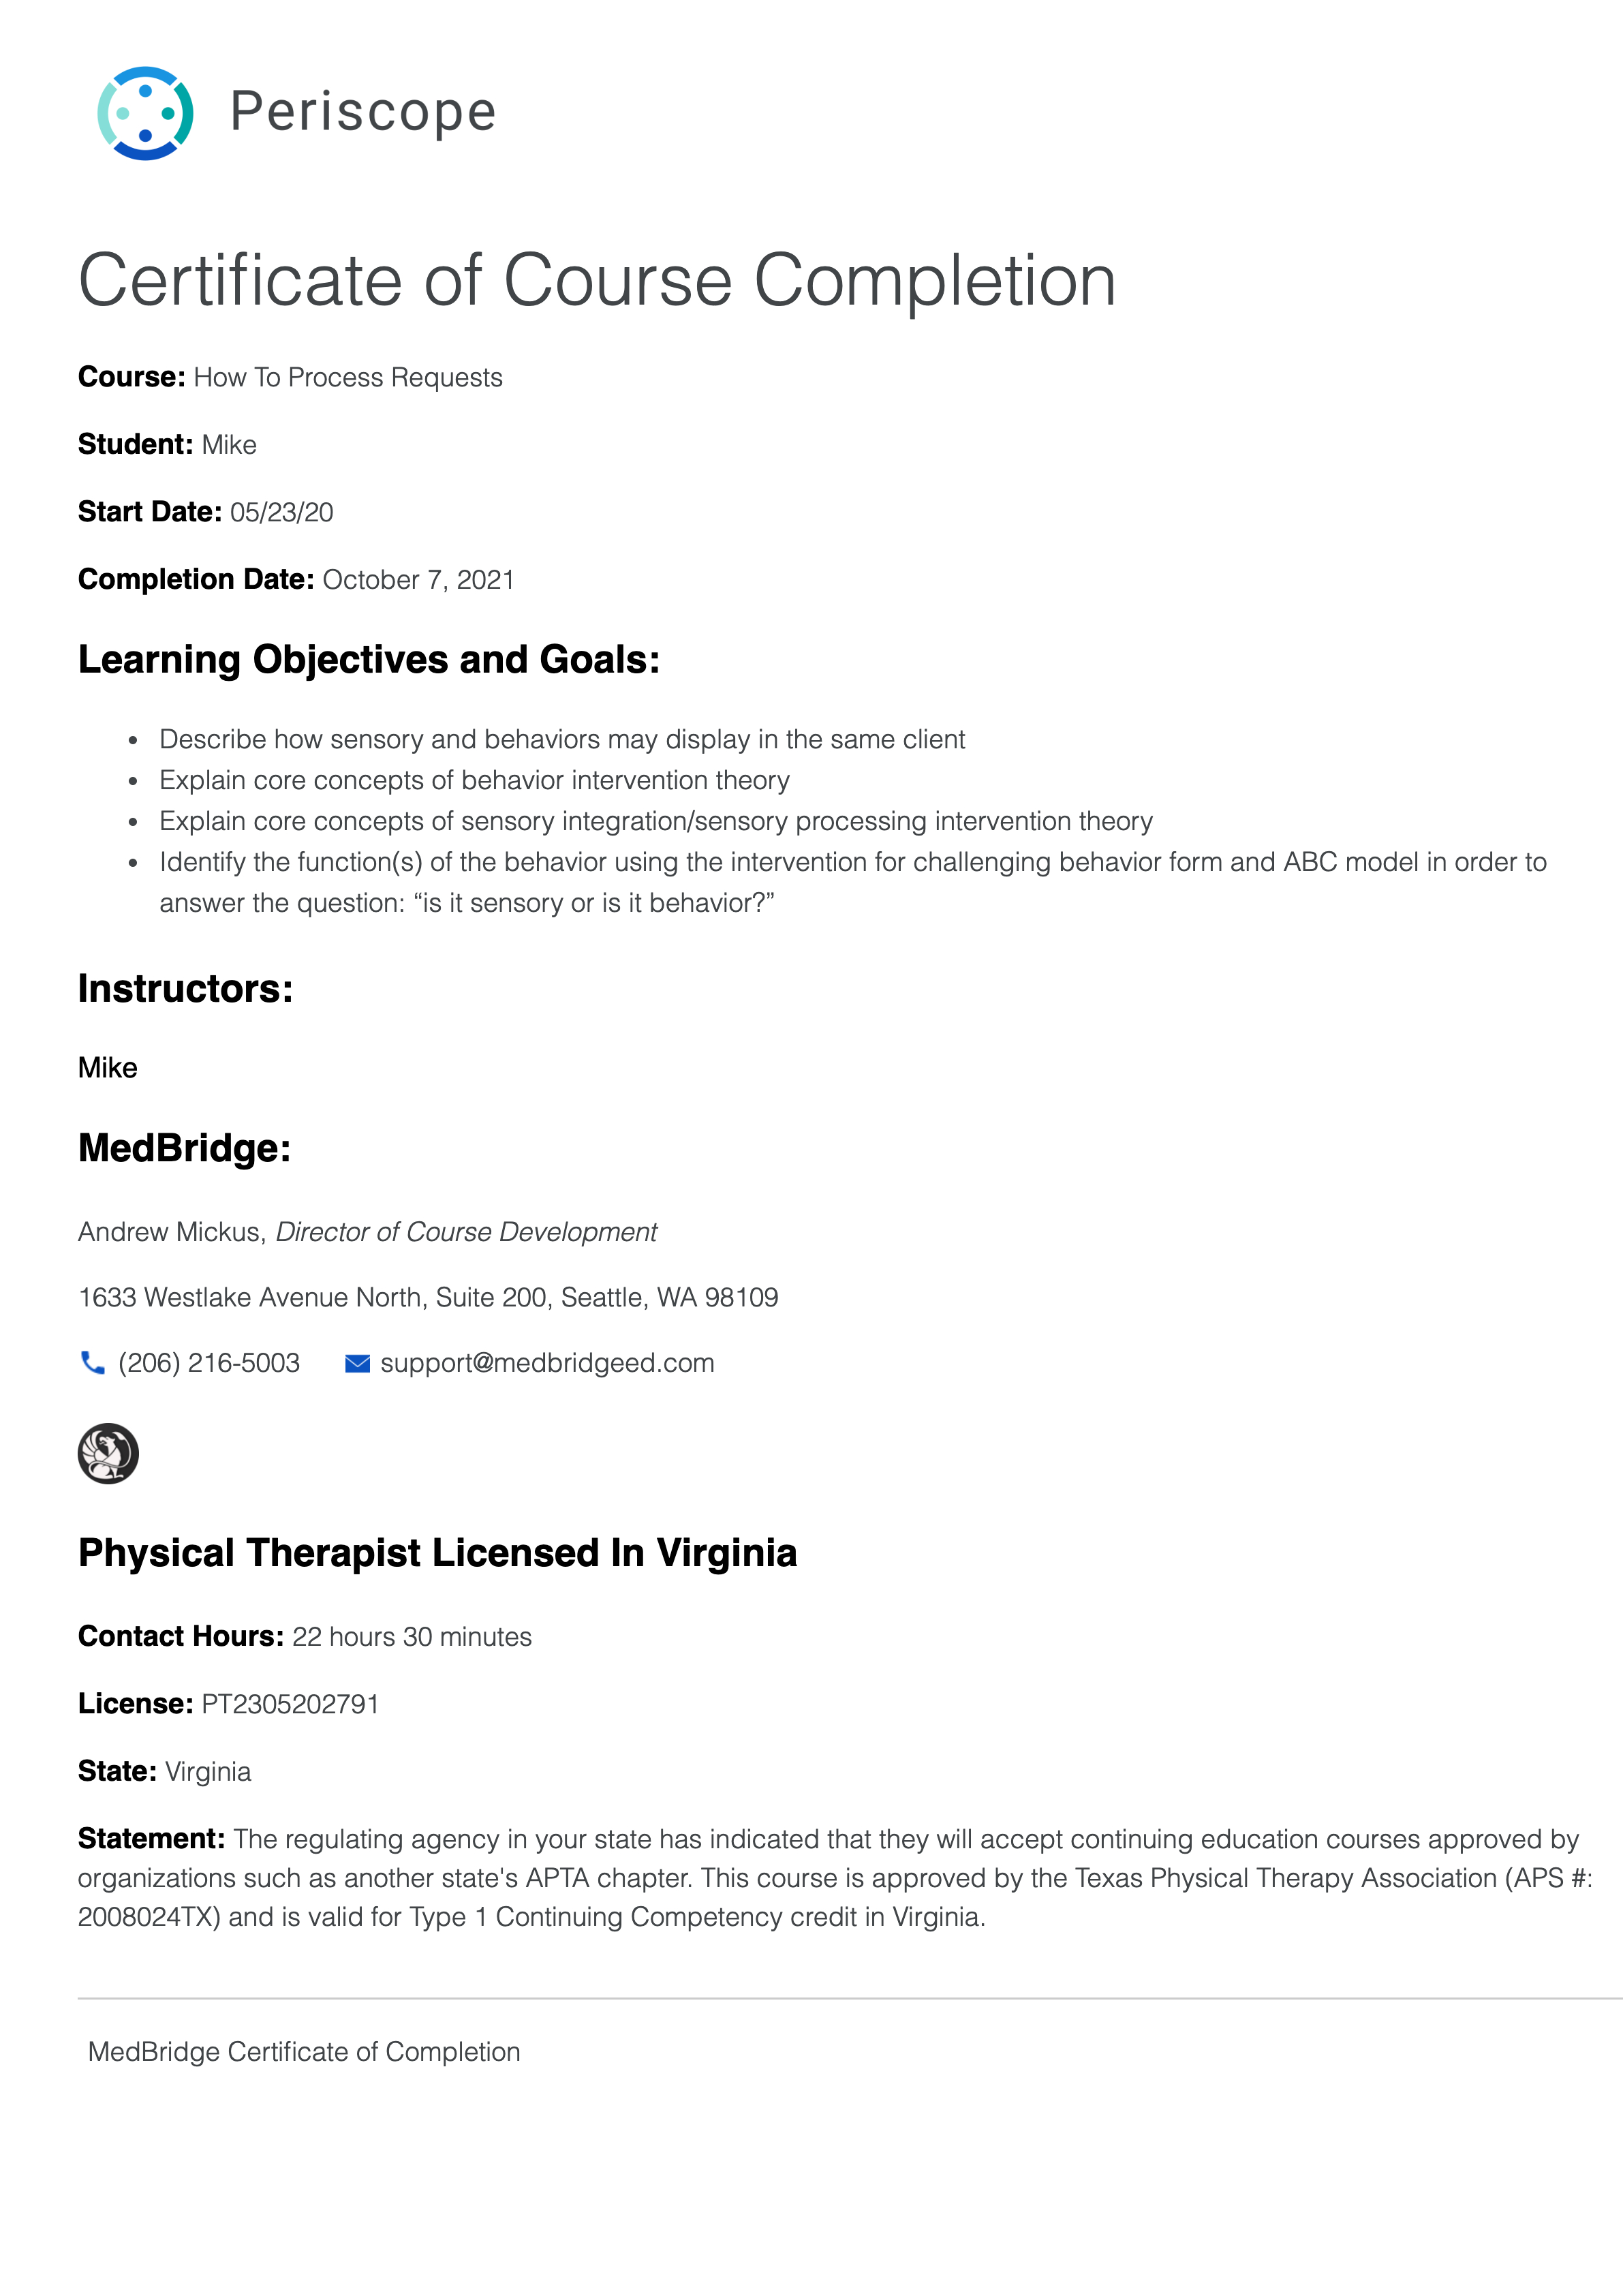 Periscope
Certificate of Course Completion
Course: How To Process Requests
Student: Mike
Start Date: 05/23/20
Completion Date: October 7, 2021
Learning Objectives and Goals:
• Describe how sensory and behaviors may display in the same client
• Explain core concepts of behavior intervention theory
• Explain core concepts of sensory integration/sensory processing intervention theory
• Identify the function(s) of the behavior using the intervention for challenging behavior form and ABC model in order to
answer the question: “is it sensory or is it behavior?”
Instructors:
Mike
MedBridge:
Andrew Mickus, Director of Course Development
1633 Westlake Avenue North, Suite 200, Seattle, WA 98109
(206) 216-5003 support@medbridgeed.com
Physical Therapist Licensed In Virginia
Contact Hours: 22 hours 30 minutes
License: PT2305202791
State: Virginia
Statement: The regulating agency in your state has indicated that they will accept continuing education courses approved by
organizations such as another state's APTA chapter. This course is approved by the Texas Physical Therapy Association (APS #:
2008024TX) and is valid for Type 1 Continuing Competency credit in Virginia.
MedBridge Certificate of Completion